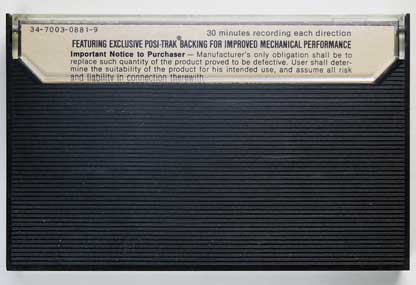 34-7003-0881-9
30 minutes recording each direction
FEATURING EXCLUSIVE POSI-TRAK® BACKING FOR IMPROVED MECHANICAL PERFORMANCE
Important Notice to Purchaser — Manufacturer's only obligation shall be to
replace such quantity of the product proved to be defective. User shall deter-
mine the suitability of the product for his intended use, and assume all risk
and liability in connection therewith.